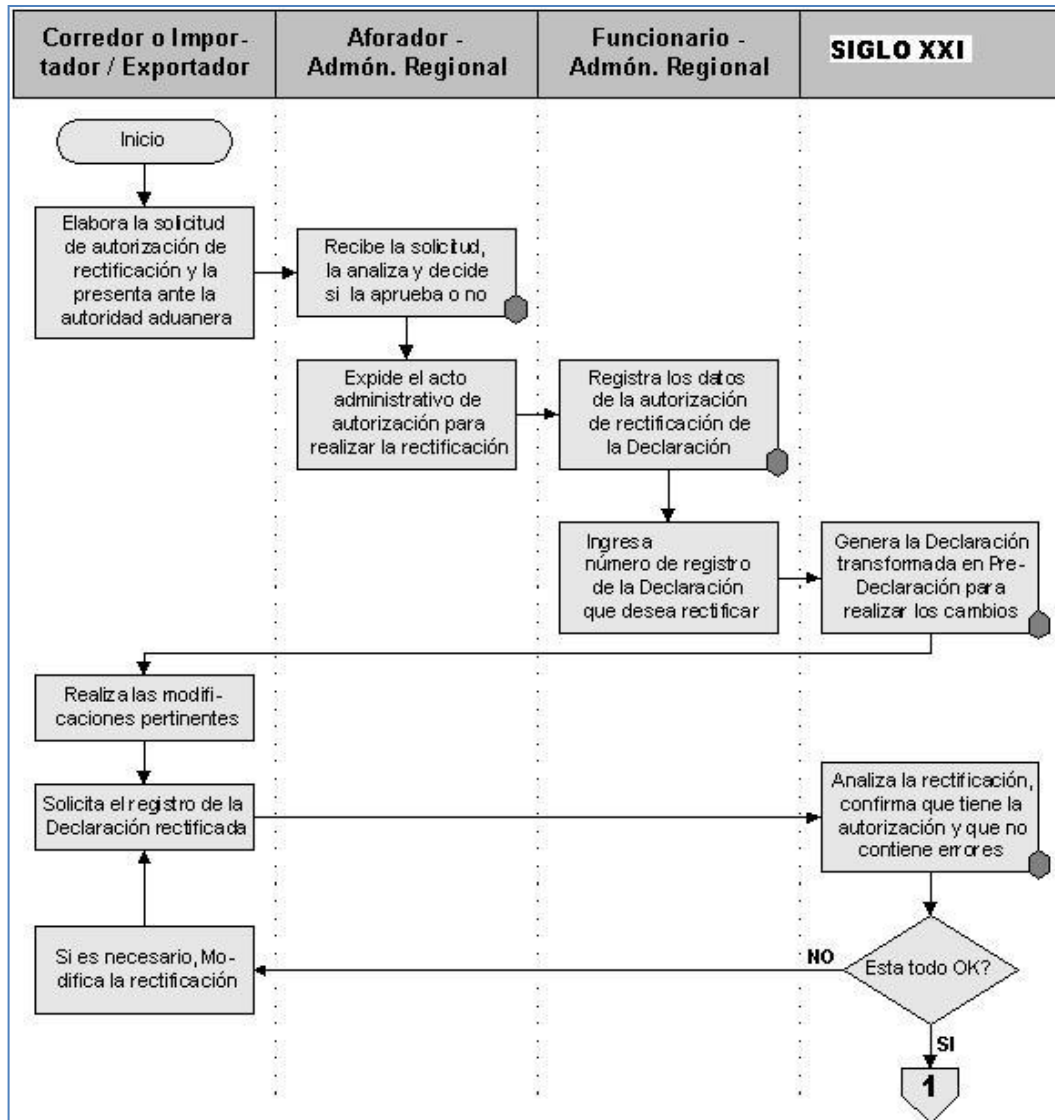 Corredor o Impor-
tador / Exportador
Aforador -
Admón. Regional
Funcionario -
Admón. Regional
SIGLO XXI
Inicio
Elabora la solicitud
de autorización de
rectificación y la
presenta ante la
autoridad aduanera
Recibe la solicitud,
la analiza y decide
si la aprueba o no
Expide el acto
administrativo de
autorización para
realizar la rectificación
Registra los datos
de la autorización
de rectificación de
la Declaración
Ingresa
número de registro
de la Declaración
que desea rectificar
Genera la Declaración
transformada en Pre-
Declaración para
realizar los cambios
Realiza las modifi-
caciones pertinentes
Solicita el registro de la
Declaración rectificada
Analiza la rectificación,
confirma que tiene la
autorización y que no
contiene errores
Si es necesario, Mo-
difica la rectificación
NO
Esta todo OK?
SI
1